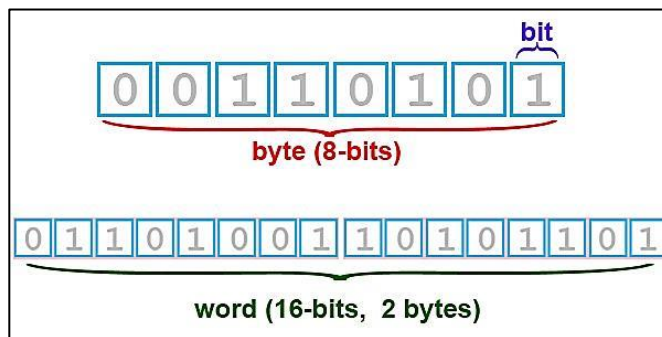 bit
0 0 1 1 0 1 0 1
byte (8-bits)
0 1 1 0 1 0 0 1 1 0 1 0 1 1 0 1
word (16-bits, 2 bytes)